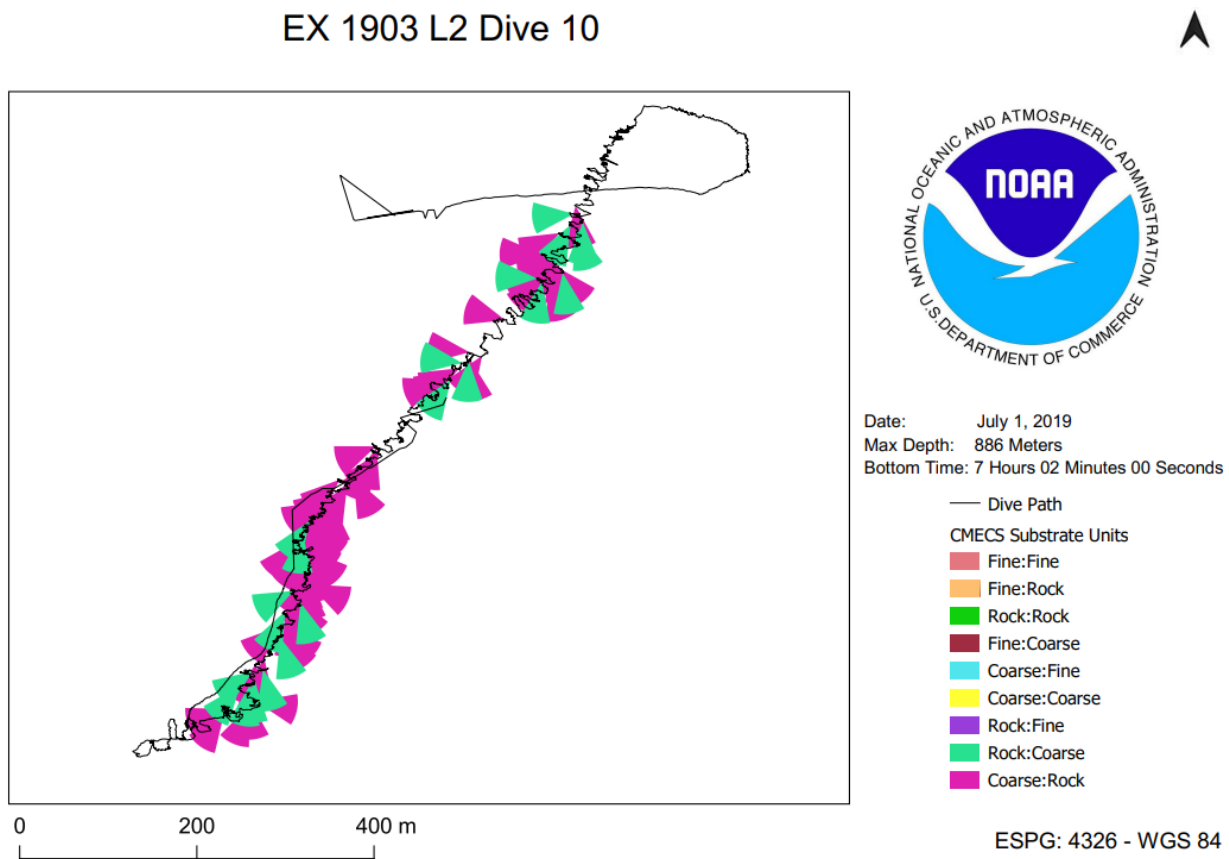 EX 1903 L2 Dive 10
NATIONAL OCEANIC AND ATMOSPHERIC ADMINISTRATION
NOAA
U.S. DEPARTMENT OF COMMERCE
Date: July 1, 2019
Max Depth: 886 Meters
Bottom Time: 7 Hours 02 Minutes 00 Seconds
Dive Path
CMECS Substrate Units
Fine:Fine
Fine:Rock
Rock:Rock
Fine:Coarse
Coarse:Fine
Coarse:Coarse
Rock:Fine
Rock:Coarse
Coarse:Rock
0 200 400 m
ESPG: 4326 - WGS 84